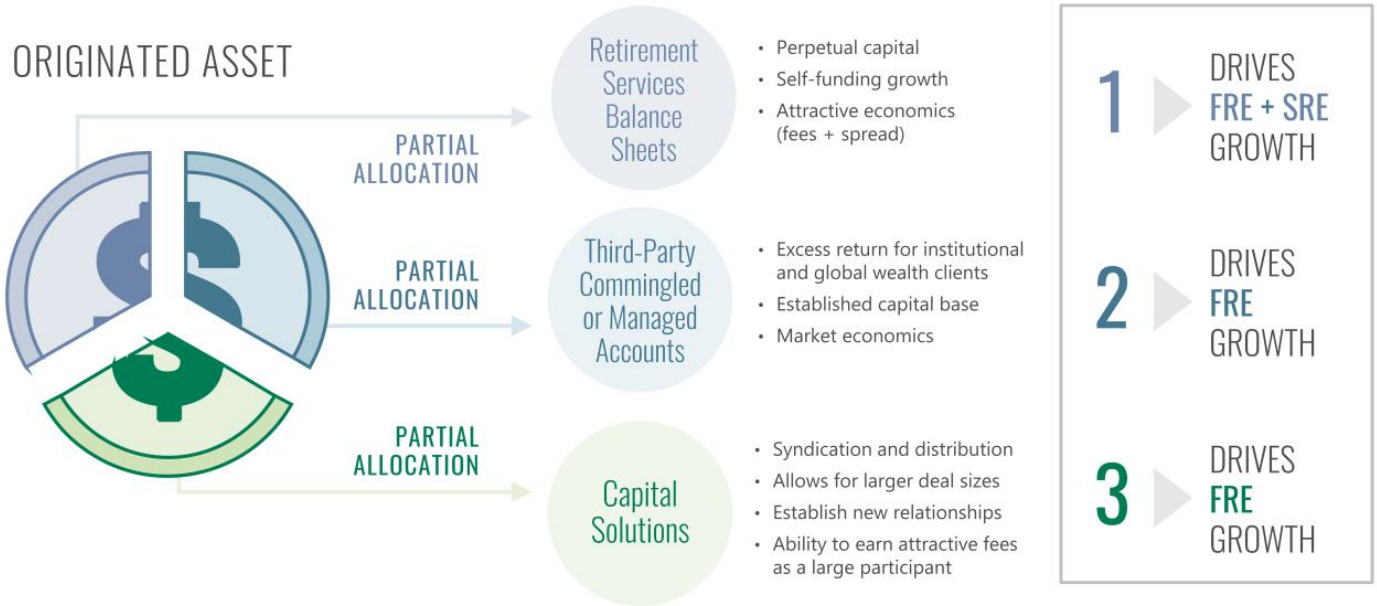 ORIGINATED ASSET
PARTIAL
ALLOCATION
Retirement
Services
Balance
Sheets
• Perpetual capital
• Self-funding growth
• Attractive economics
(fees + spread)
1
DRIVES
FRE + SRE
GROWTH
$
PARTIAL
ALLOCATION
Third-Party
Commingled
or Managed
Accounts
• Excess return for institutional
and global wealth clients
• Established capital base
• Market economics
2
DRIVES
FRE
GROWTH
PARTIAL
ALLOCATION
Capital
Solutions
• Syndication and distribution
• Allows for larger deal sizes
• Establish new relationships
• Ability to earn attractive fees
as a large participant
3
DRIVES
FRE
GROWTH